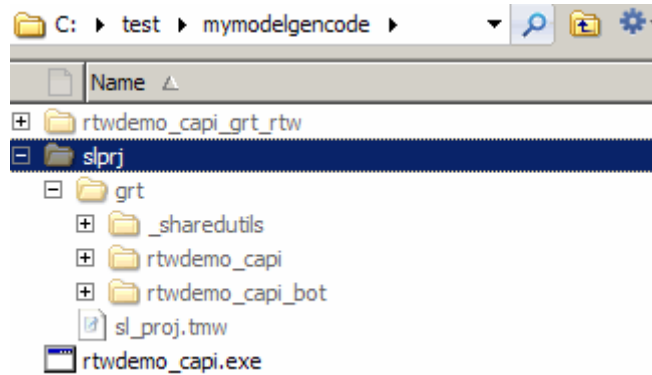 C: test mymodelgencode
Name
rtwdemo_capi_grt_rtw
slprj
grt
_sharedutils
rtwdemo_capi
rtwdemo_capi_bot
sl_proj.tmw
rtwdemo_capi.exe